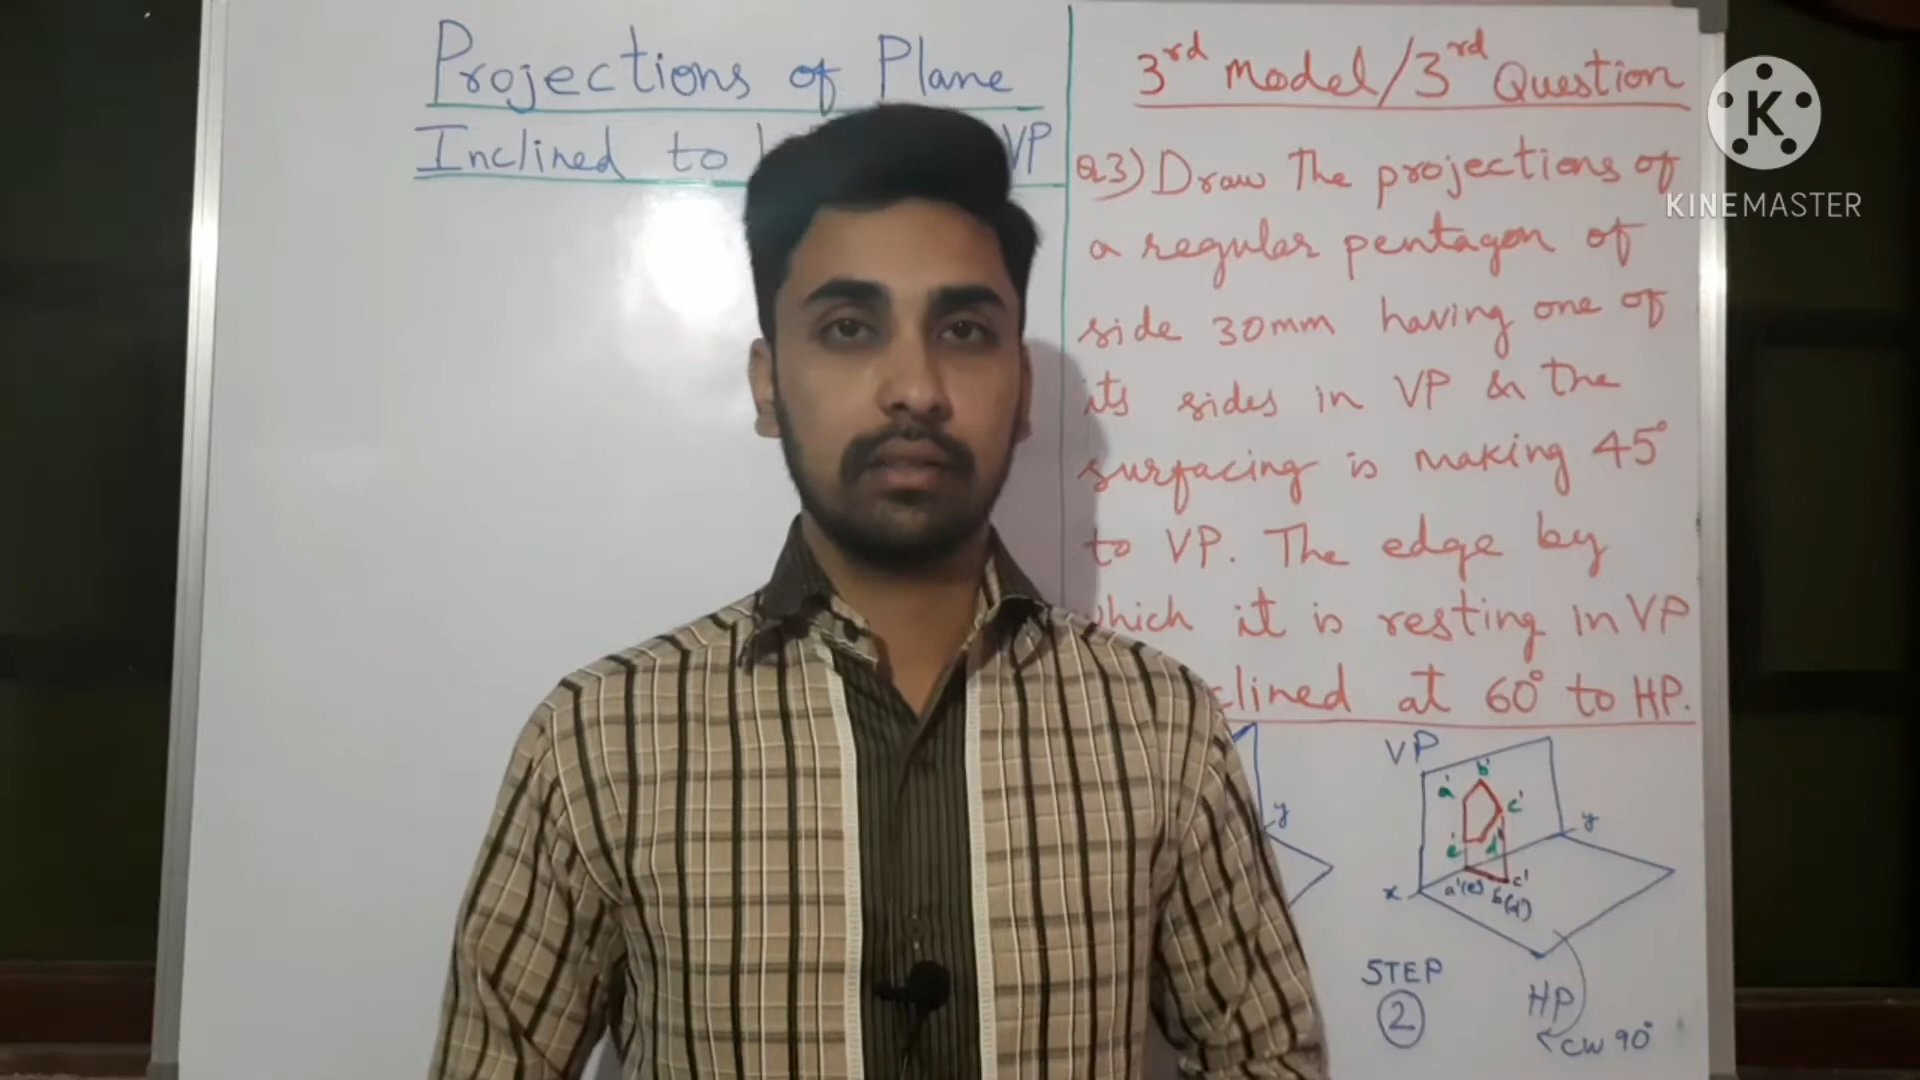 Projections of Plane
Inclined to VP
3rd Model/3rd Question
Q3) Draw The projections of
a regular pentagon of
side 30mm having one of
its sides in VP & the
surfacing is making 45°
to VP. The edge by
which it is resting in VP
clined at 60° to HP.
VP
b'
a'
c'
y
y
e'
d'
x
a'(e')
c'
b'(d')
STEP
2
HP
CW 90°
K
KINEMASTER